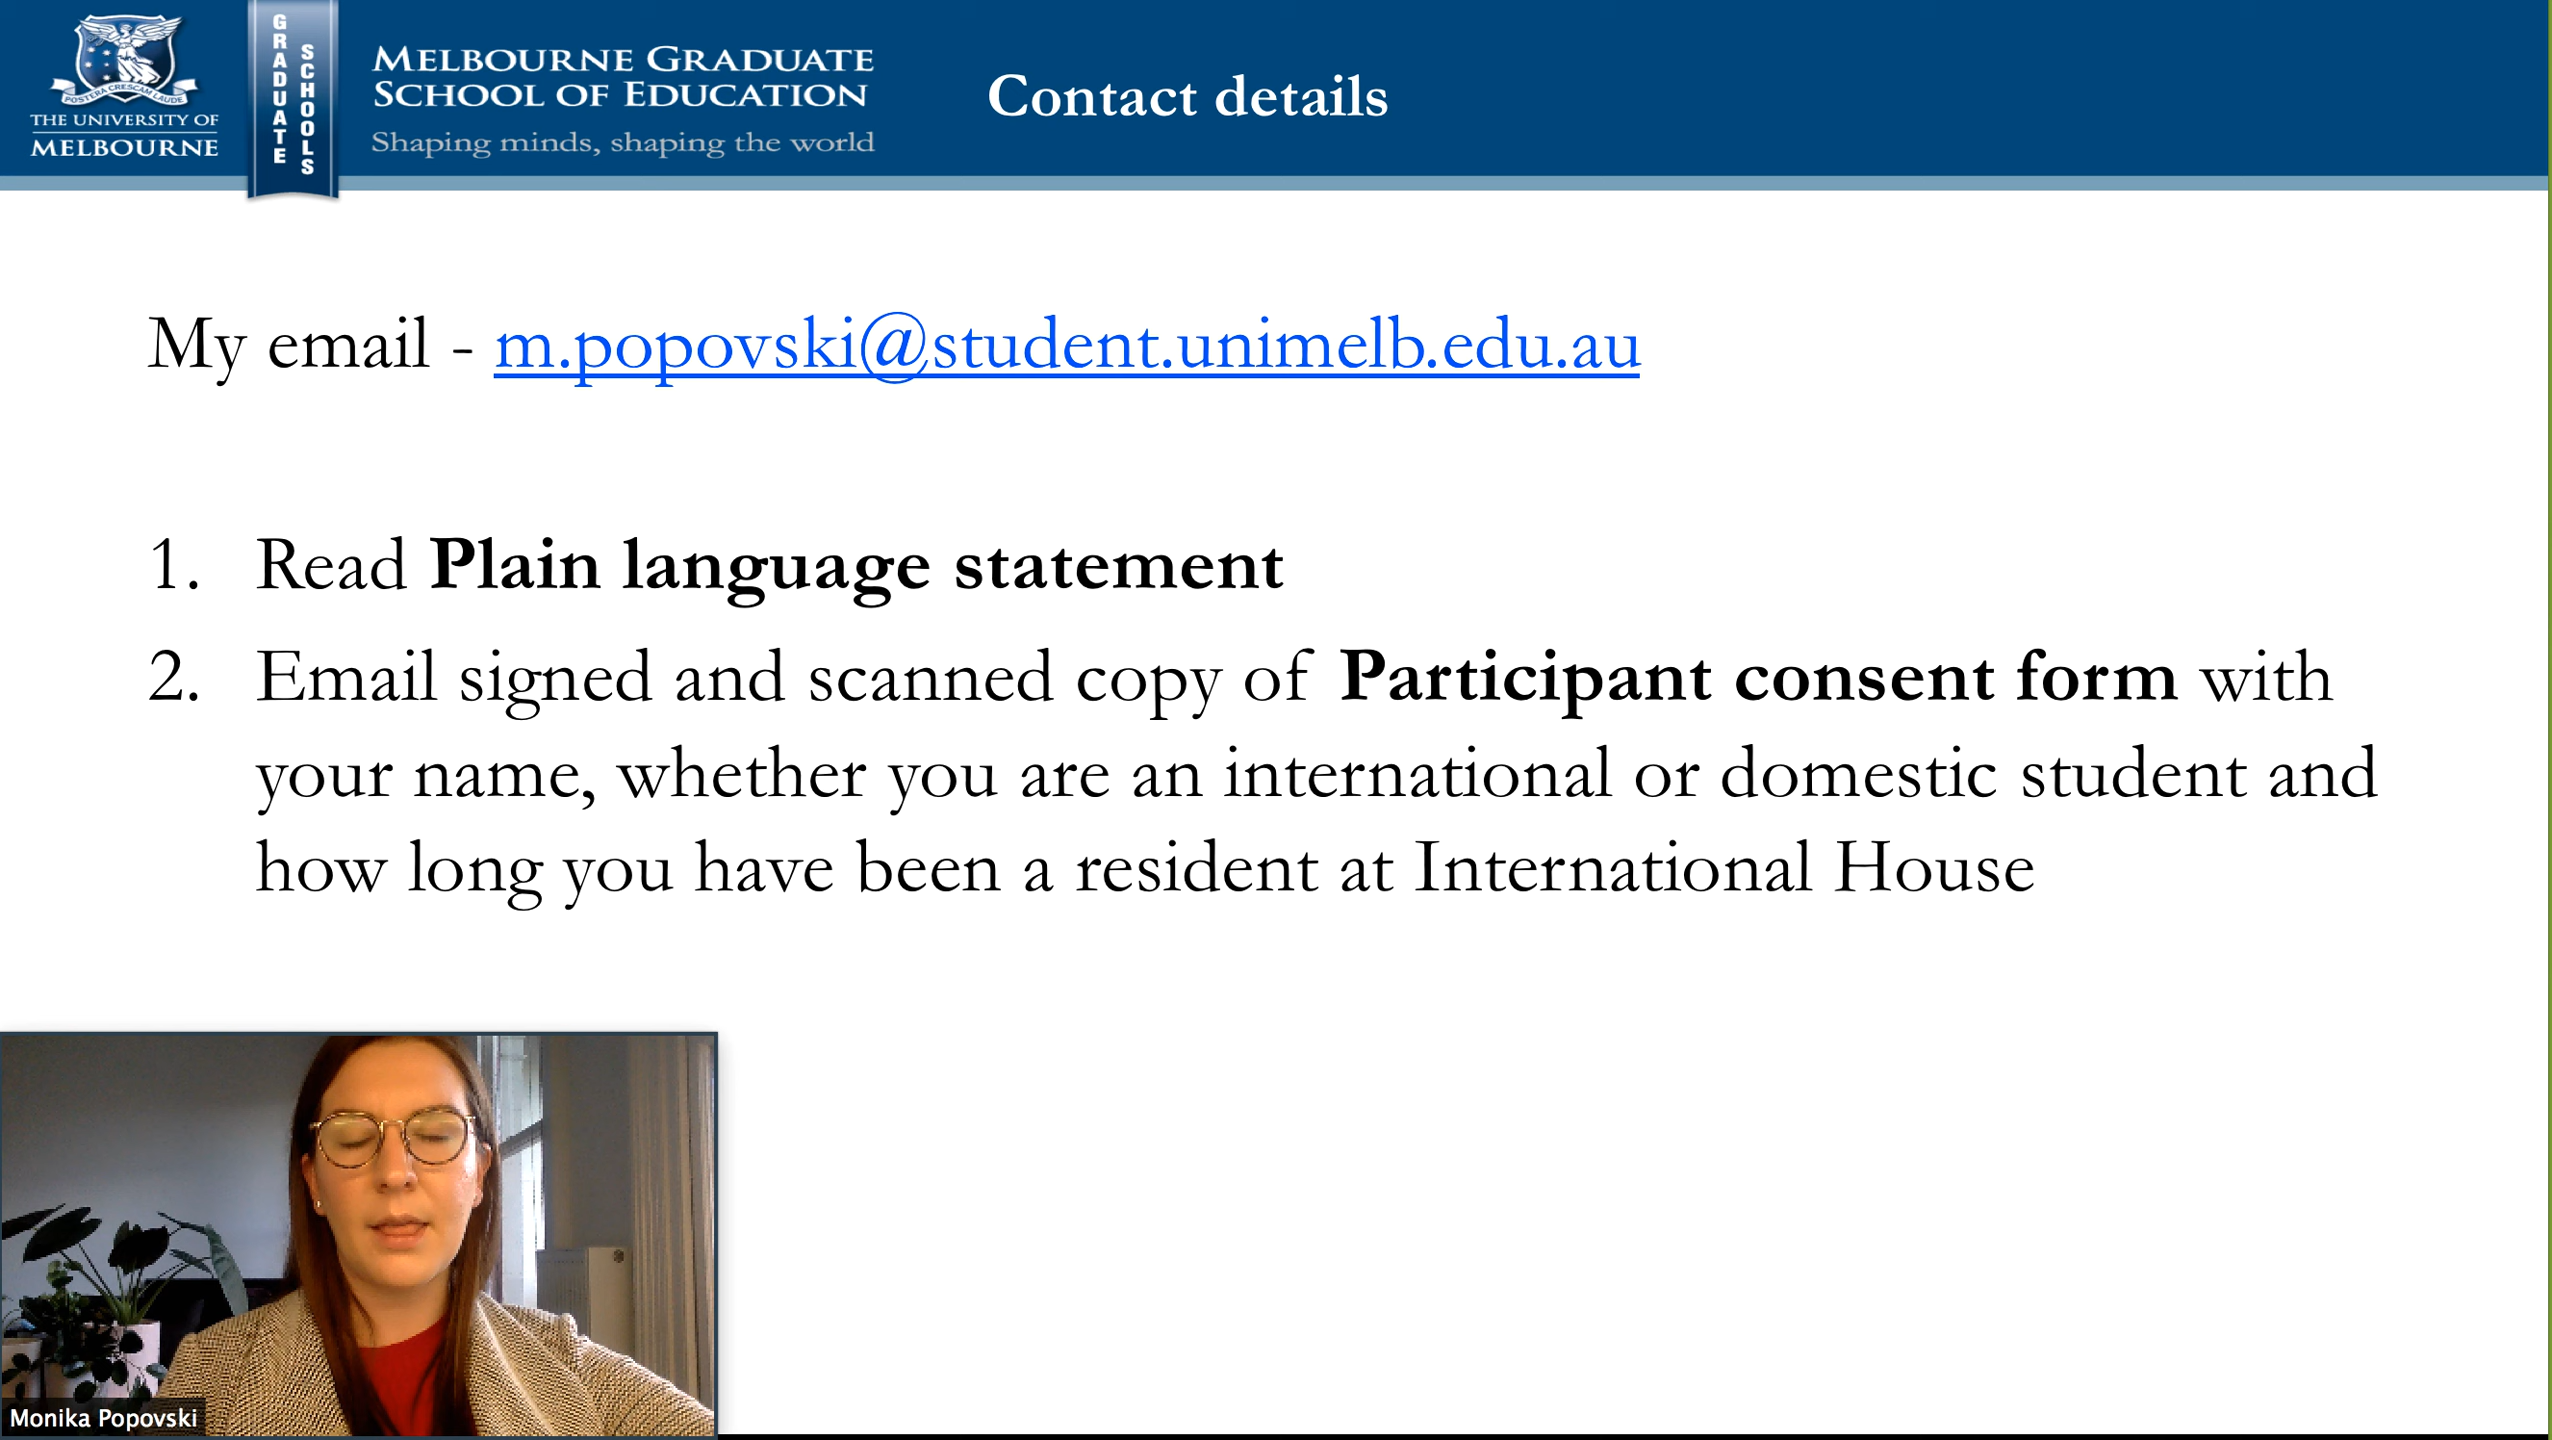 POSTERA CRESCAM LAUDE
THE UNIVERSITY OF
MELBOURNE
GRADUATE
SCHOOLS
MELBOURNE GRADUATE
SCHOOL OF EDUCATION
Shaping minds, shaping the world
Contact details
My email - m.popovski@student.unimelb.edu.au
1. Read Plain language statement
2. Email signed and scanned copy of Participant consent form with
your name, whether you are an international or domestic student and
how long you have been a resident at International House
Monika Popovski